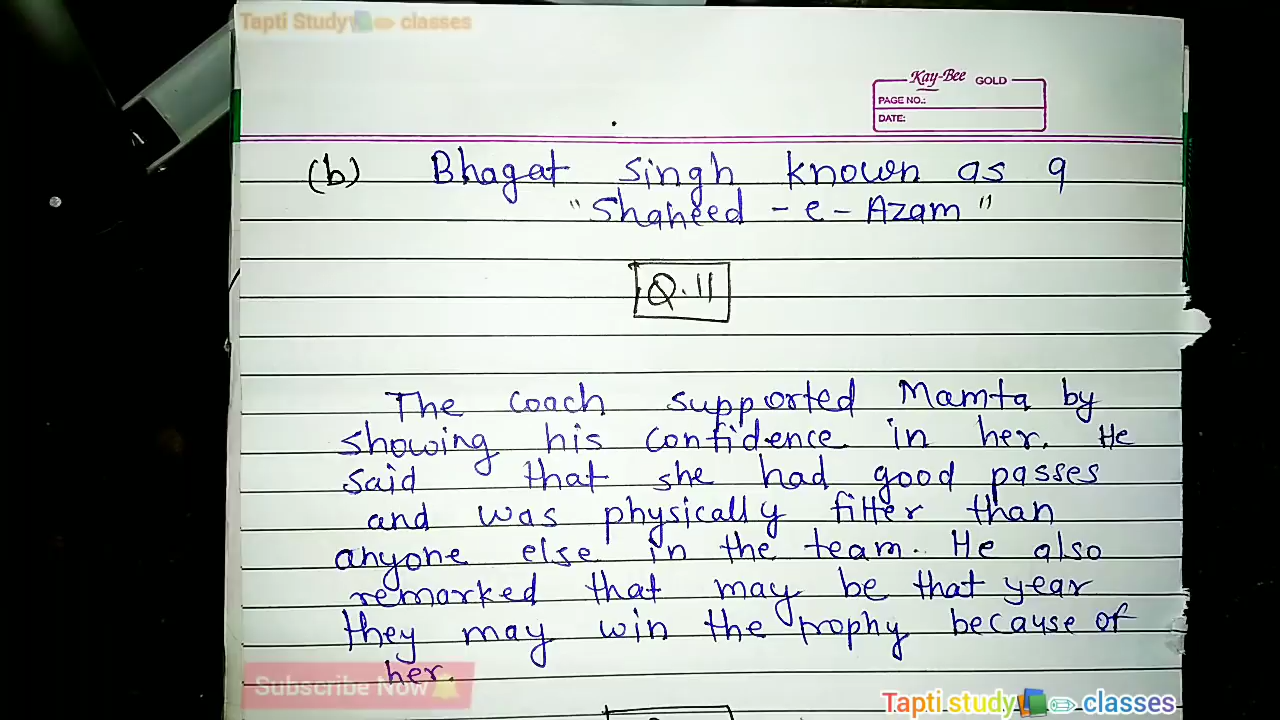 Tapti Study classes
Kay-Bee GOLD
PAGE NO.:
DATE:
(b) Bhagat singh known as a
"Shaheed - e - Azam"
Q.11
The coach supported Mamta by
showing his confidence in her. He
said that she had good passes
and was physically fitter than
anyone else in the team. He also
remarked that may be that year
they may win the prophy because of
her.
Subscribe Now
Tapti study classes